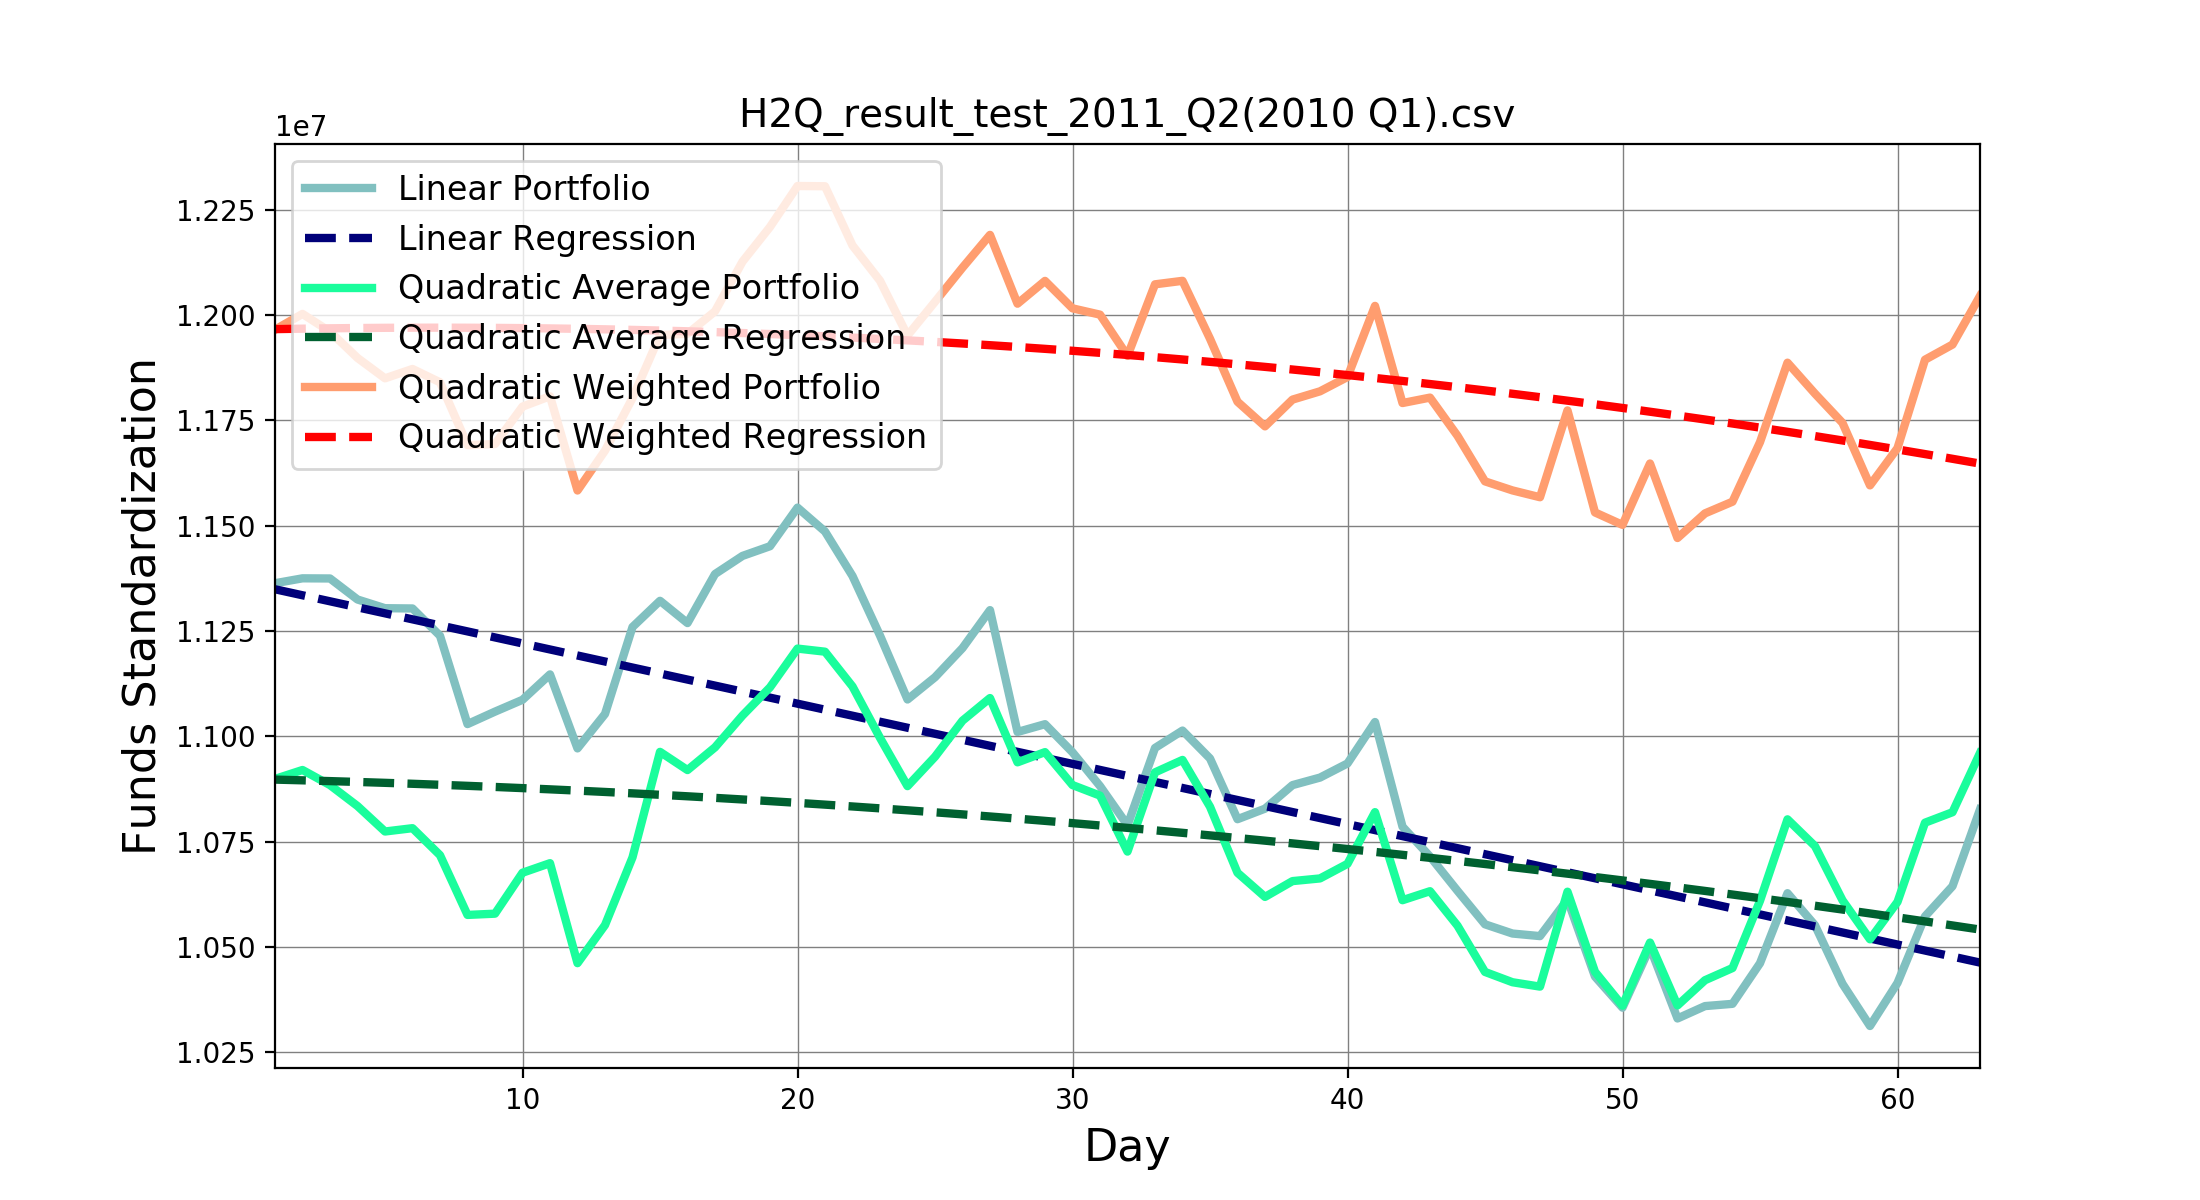 H2Q_result_test_2011_Q2(2010 Q1).csv
1e7
Linear Portfolio
Linear Regression
Quadratic Average Portfolio
Quadratic Average Regression
Quadratic Weighted Portfolio
Quadratic Weighted Regression
1.225
1.200
1.175
1.150
1.125
1.100
1.075
1.050
1.025
Funds Standardization
10 20 30 40 50 60
Day